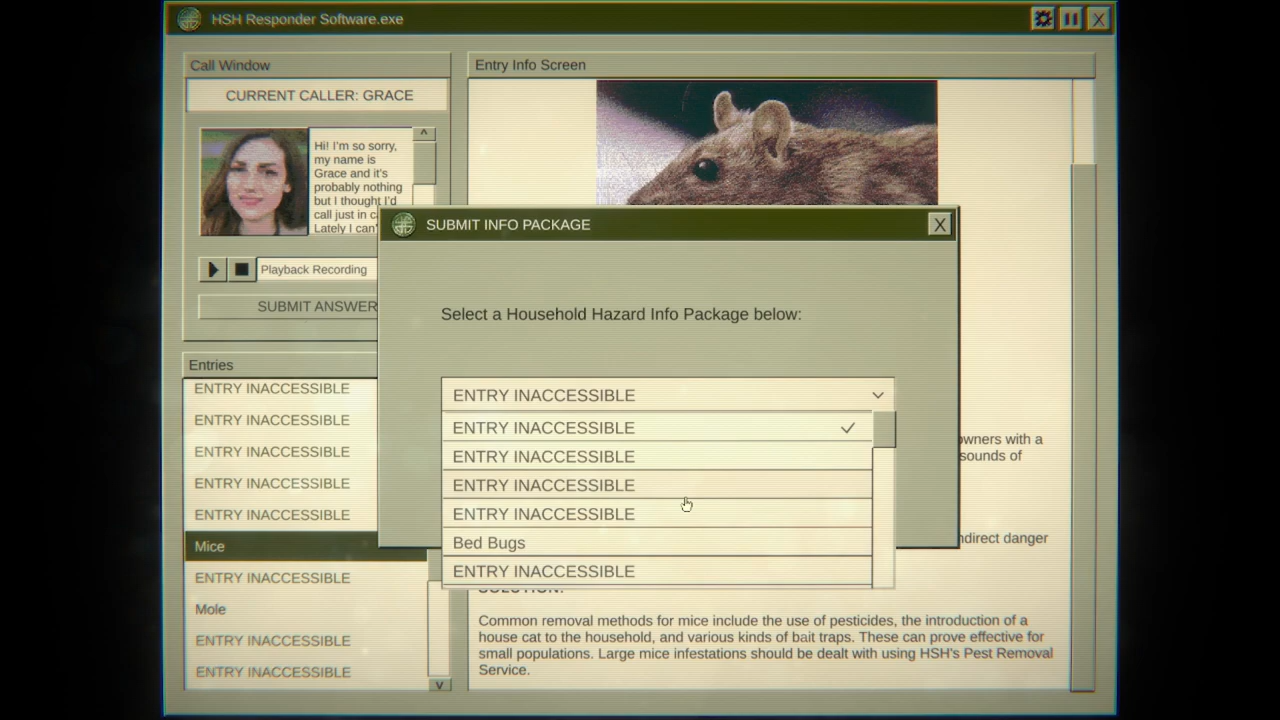 HSH Responder Software.exe
X
Call Window
CURRENT CALLER: GRACE
Hi! I'm so sorry,
my name is
Grace and it's
probably nothing
but I thought I'd
call just in
Lately I can'
Playback Recording
SUBMIT ANSWER
Entries
ENTRY INACCESSIBLE
ENTRY INACCESSIBLE
ENTRY INACCESSIBLE
ENTRY INACCESSIBLE
ENTRY INACCESSIBLE
Mice
ENTRY INACCESSIBLE
Mole
ENTRY INACCESSIBLE
ENTRY INACCESSIBLE
Entry Info Screen
SUBMIT INFO PACKAGE
X
Select a Household Hazard Info Package below:
ENTRY INACCESSIBLE
ENTRY INACCESSIBLE
ENTRY INACCESSIBLE
ENTRY INACCESSIBLE
ENTRY INACCESSIBLE
Bed Bugs
ENTRY INACCESSIBLE
owners with a
sounds of
indirect danger
SOLUTION:
Common removal methods for mice include the use of pesticides, the introduction of a
house cat to the household, and various kinds of bait traps. These can prove effective for
small populations. Large mice infestations should be dealt with using HSH's Pest Removal
Service.